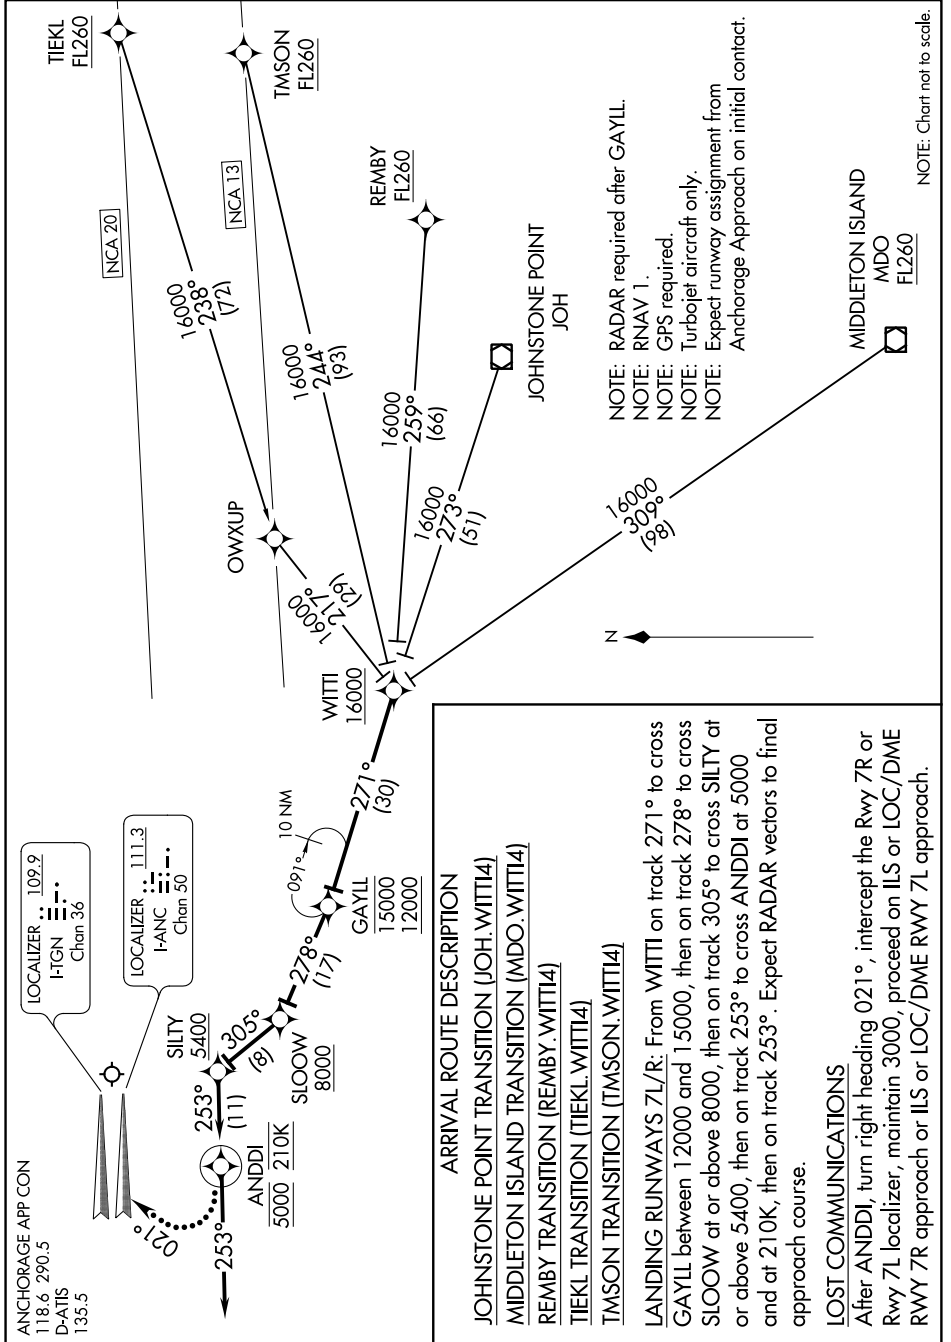 ANCHORAGE APP CON
118.6 290.5
D-ATIS
135.5
LOCALIZER 109.9
I-TGN
Chan 36
LOCALIZER 111.3
I-ANC
Chan 50
TIEKL
FL260
NCA 20
16000
238°
(72)
TMSON
FL260
NCA 13
16000
244°
(93)
OWXUP
16000
217°
(29)
REMBY
FL260
16000
259°
(66)
JOHNSTONE POINT
JOH
16000
273°
(51)
MIDDLETON ISLAND
MDO
FL260
16000
309°
(98)
WITTI
16000
271°
(30)
10 NM
091°
GAYLL
15000
12000
278°
(17)
SLOOW
8000
305°
(8)
SILTY
5400
253°
(11)
ANDDI
5000 210K
021°
253°
N
NOTE: RADAR required after GAYLL.
NOTE: RNAV 1.
NOTE: GPS required.
NOTE: Turbojet aircraft only.
NOTE: Expect runway assignment from
Anchorage Approach on initial contact.
NOTE: Chart not to scale.
ARRIVAL ROUTE DESCRIPTION
JOHNSTONE POINT TRANSITION (JOH.WITTI4)
MIDDLETON ISLAND TRANSITION (MDO.WITTI4)
REMBY TRANSITION (REMBY.WITTI4)
TIEKL TRANSITION (TIEKL.WITTI4)
TMSON TRANSITION (TMSON.WITTI4)
LANDING RUNWAYS 7L/R: From WITTI on track 271° to cross
GAYLL between 12000 and 15000, then on track 278° to cross
SLOOW at or above 8000, then on track 305° to cross SILTY at
or above 5400, then on track 253° to cross ANDDI at 5000
and at 210K, then on track 253°. Expect RADAR vectors to final
approach course.
LOST COMMUNICATIONS
After ANDDI, turn right heading 021°, intercept the Rwy 7R or
Rwy 7L localizer, maintain 3000, proceed on ILS or LOC/DME
RWY 7R approach or ILS or LOC/DME RWY 7L approach.